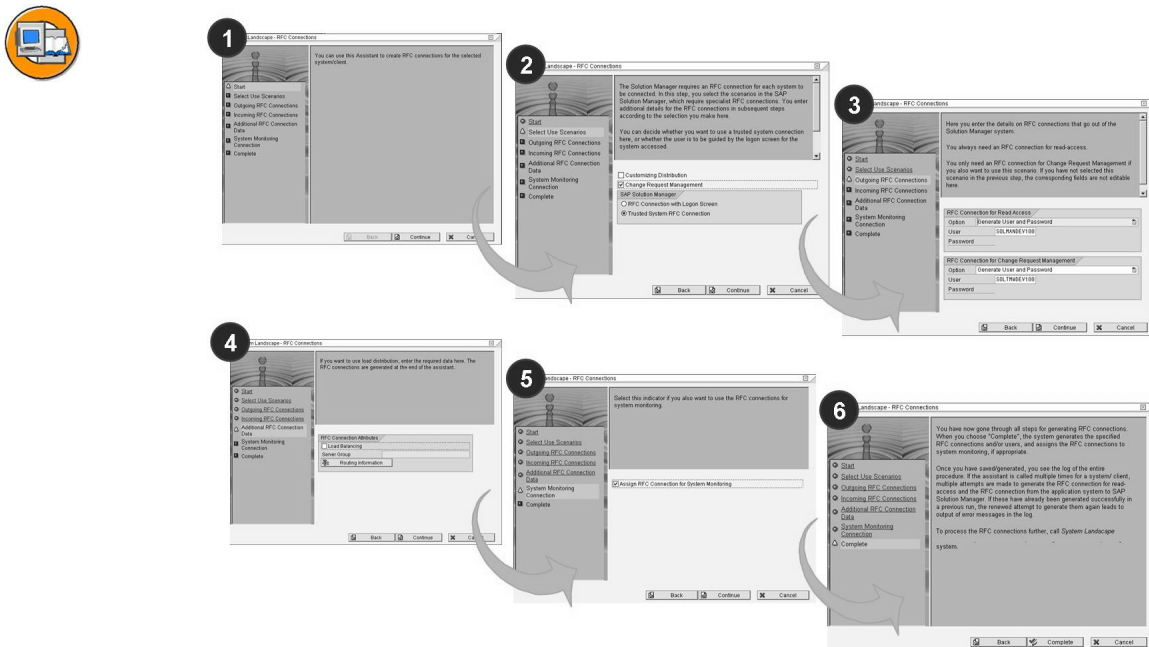 1
Landscape - RFC Connections
You can use this Assistant to create RFC connections for the selected
system/client.
Start
Select Use Scenarios
Outgoing RFC Connections
Incoming RFC Connections
Additional RFC Connection
Data
System Monitoring
Connection
Complete
Back
Continue
2
Landscape - RFC Connections
The Solution Manager requires an RFC connection for each system to
be connected. In this step, you select the scenarios in the SAP
Solution Manager, which require specialist RFC connections. You enter
additional details for the RFC connections in subsequent steps
according to the selection you make here.
You can decide whether you want to use a trusted system connection
here, or whether the user is to be guided by the logon screen for the
system accessed.
Start
Select Use Scenarios
Outgoing RFC Connections
Incoming RFC Connections
Additional RFC Connection
Data
System Monitoring
Connection
Complete
Customizing Distribution
Change Request Management
SAP Solution Manager
RFC Connection with Logon Screen
Trusted System RFC Connection
Back
Continue
Cancel
3
andscape - RFC Connections
Here you enter the details on RFC connections that go out of the
Solution Manager system.
You always need an RFC connection for read-access.
You only need an RFC connection for Change Request Management if
you also want to use this scenario. If you have not selected this
scenario in the previous step, the corresponding fields are not editable
here.
Start
Select Use Scenarios
Outgoing RFC Connections
Incoming RFC Connections
Additional RFC Connection
Data
System Monitoring
Connection
Complete
RFC Connection for Read Access
Option Generate User and Password
User SOLMANDEV100
Password
RFC Connection for Change Request Management
Option Generate User and Password
User SOLTMWDEV100
Password
Back
Continue
Cancel
4
m Landscape - RFC Connections
If you want to use load distribution, enter the required data here. The
RFC connections are generated at the end of the assistant.
Start
Select Use Scenarios
Outgoing RFC Connections
Incoming RFC Connections
Additional RFC Connection
Data
System Monitoring
Connection
Complete
RFC Connection Attributes
Load Balancing
Server Group
Routing Information
Back
Continue
5
andscape - RFC Connections
Select this indicator if you also want to use the RFC connections for
system monitoring.
Start
Select Use Scenarios
Outgoing RFC Connections
Incoming RFC Connections
Additional RFC Connection
Data
System Monitoring
Connection
Complete
Assign RFC Connection for System Monitoring
Back
Continue
Cancel
6
Landscape - RFC Connections
You have now gone through all steps for generating RFC connections.
When you choose "Complete", the system generates the specified
RFC connections and/or users, and assigns the RFC connections to
system monitoring, if appropriate.
Once you have saved/generated, you see the log of the entire
procedure. If the assistant is called multiple times for a system/ client,
multiple attempts are made to generate the RFC connection for read-
access and the RFC connection from the application system to SAP
Solution Manager. If these have already been generated successfully in
a previous run, the renewed attempt to generate them again leads to
output of error messages in the log.
To process the RFC connections further, call System Landscape
system.
Start
Select Use Scenarios
Outgoing RFC Connections
Incoming RFC Connections
Additional RFC Connection
Data
System Monitoring
Connection
Complete
Back
Complete
Cancel